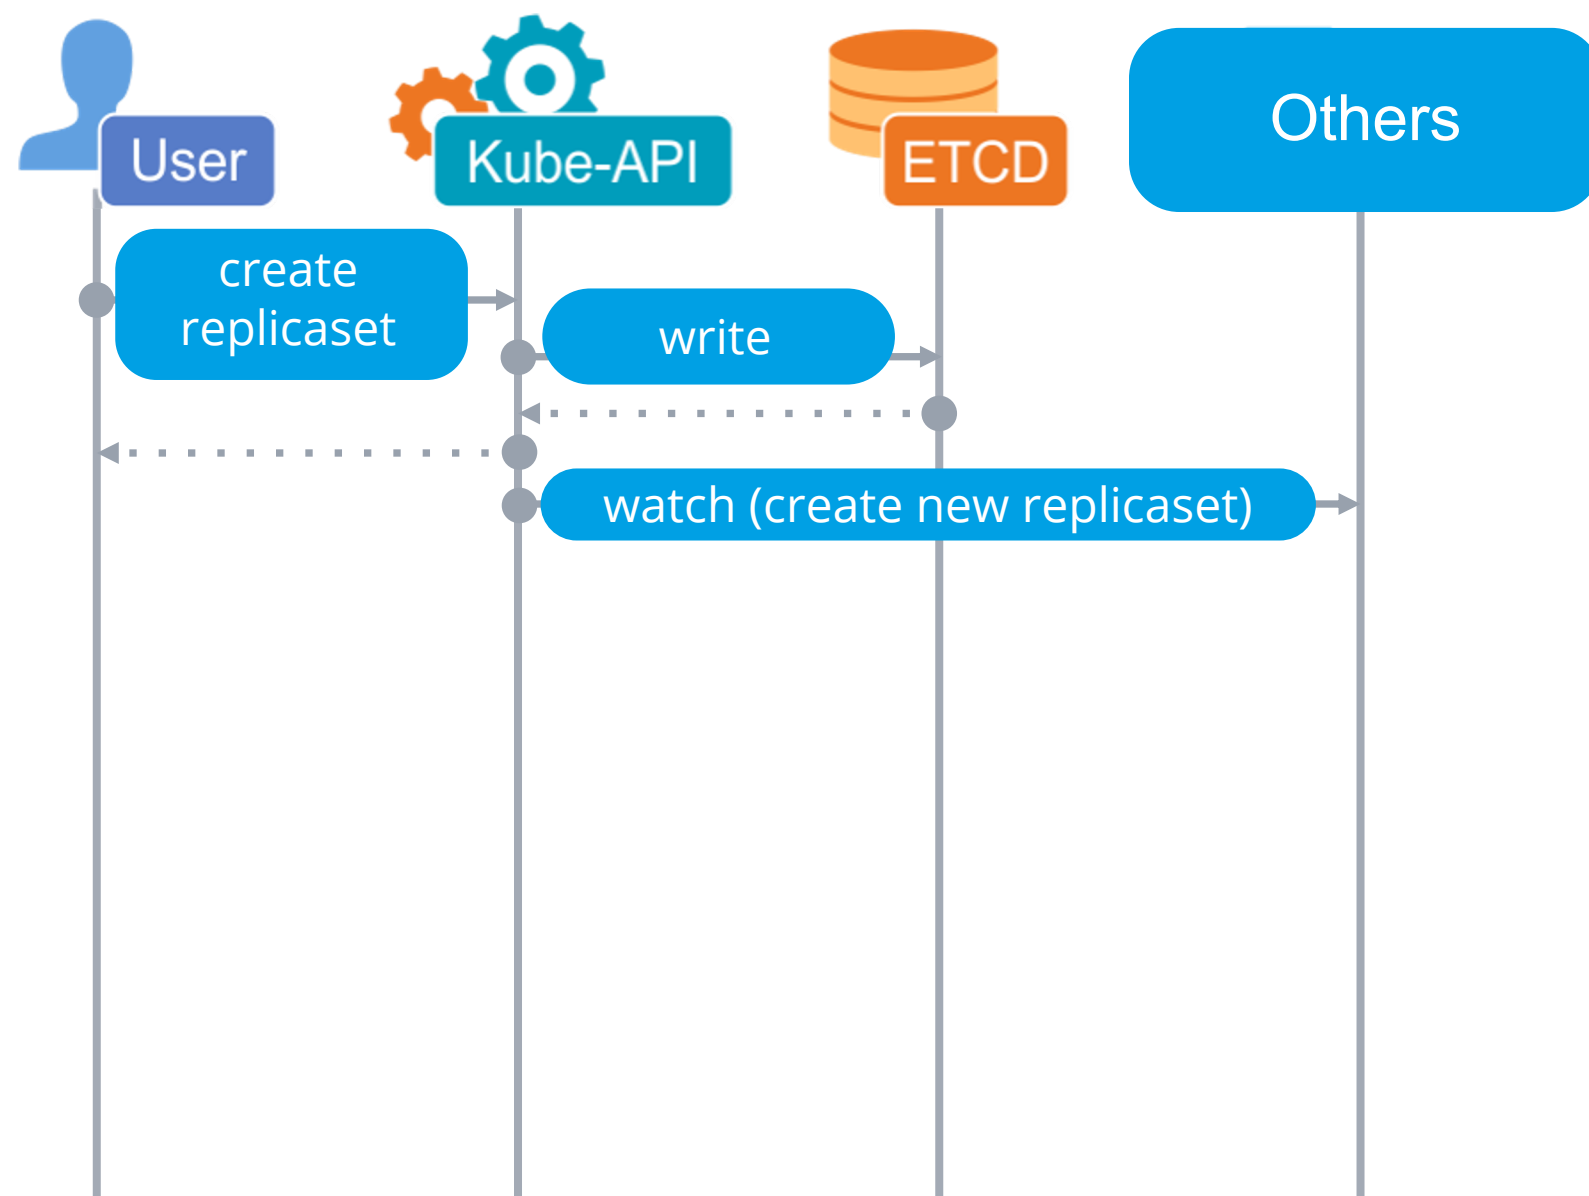 User
Kube-API
ETCD
Others
create
replicaset
write
watch (create new replicaset)